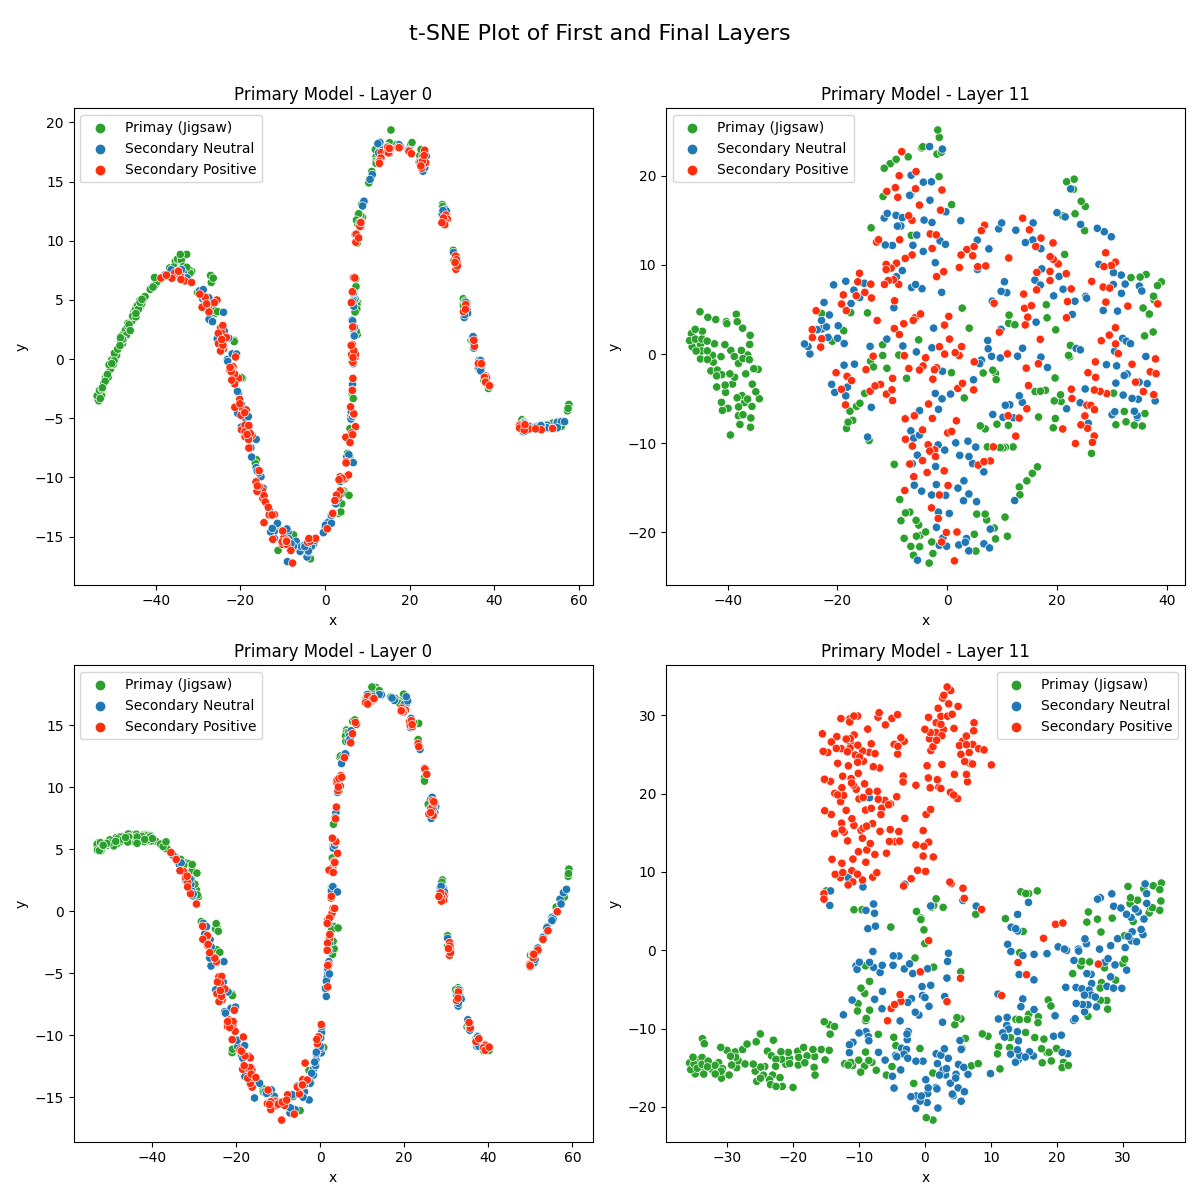 t-SNE Plot of First and Final Layers
Primary Model - Layer 0
Primay (Jigsaw)
Secondary Neutral
Secondary Positive
20
15
10
5
0
−5
−10
−15
y
−40
−20
0
20
40
60
x
Primary Model - Layer 11
Primay (Jigsaw)
Secondary Neutral
Secondary Positive
20
10
0
−10
−20
y
−40
−20
0
20
40
x
Primary Model - Layer 0
Primay (Jigsaw)
Secondary Neutral
Secondary Positive
15
10
5
0
−5
−10
−15
y
−40
−20
0
20
40
60
x
Primary Model - Layer 11
Primay (Jigsaw)
Secondary Neutral
Secondary Positive
30
20
10
0
−10
−20
y
−30
−20
−10
0
10
20
30
x